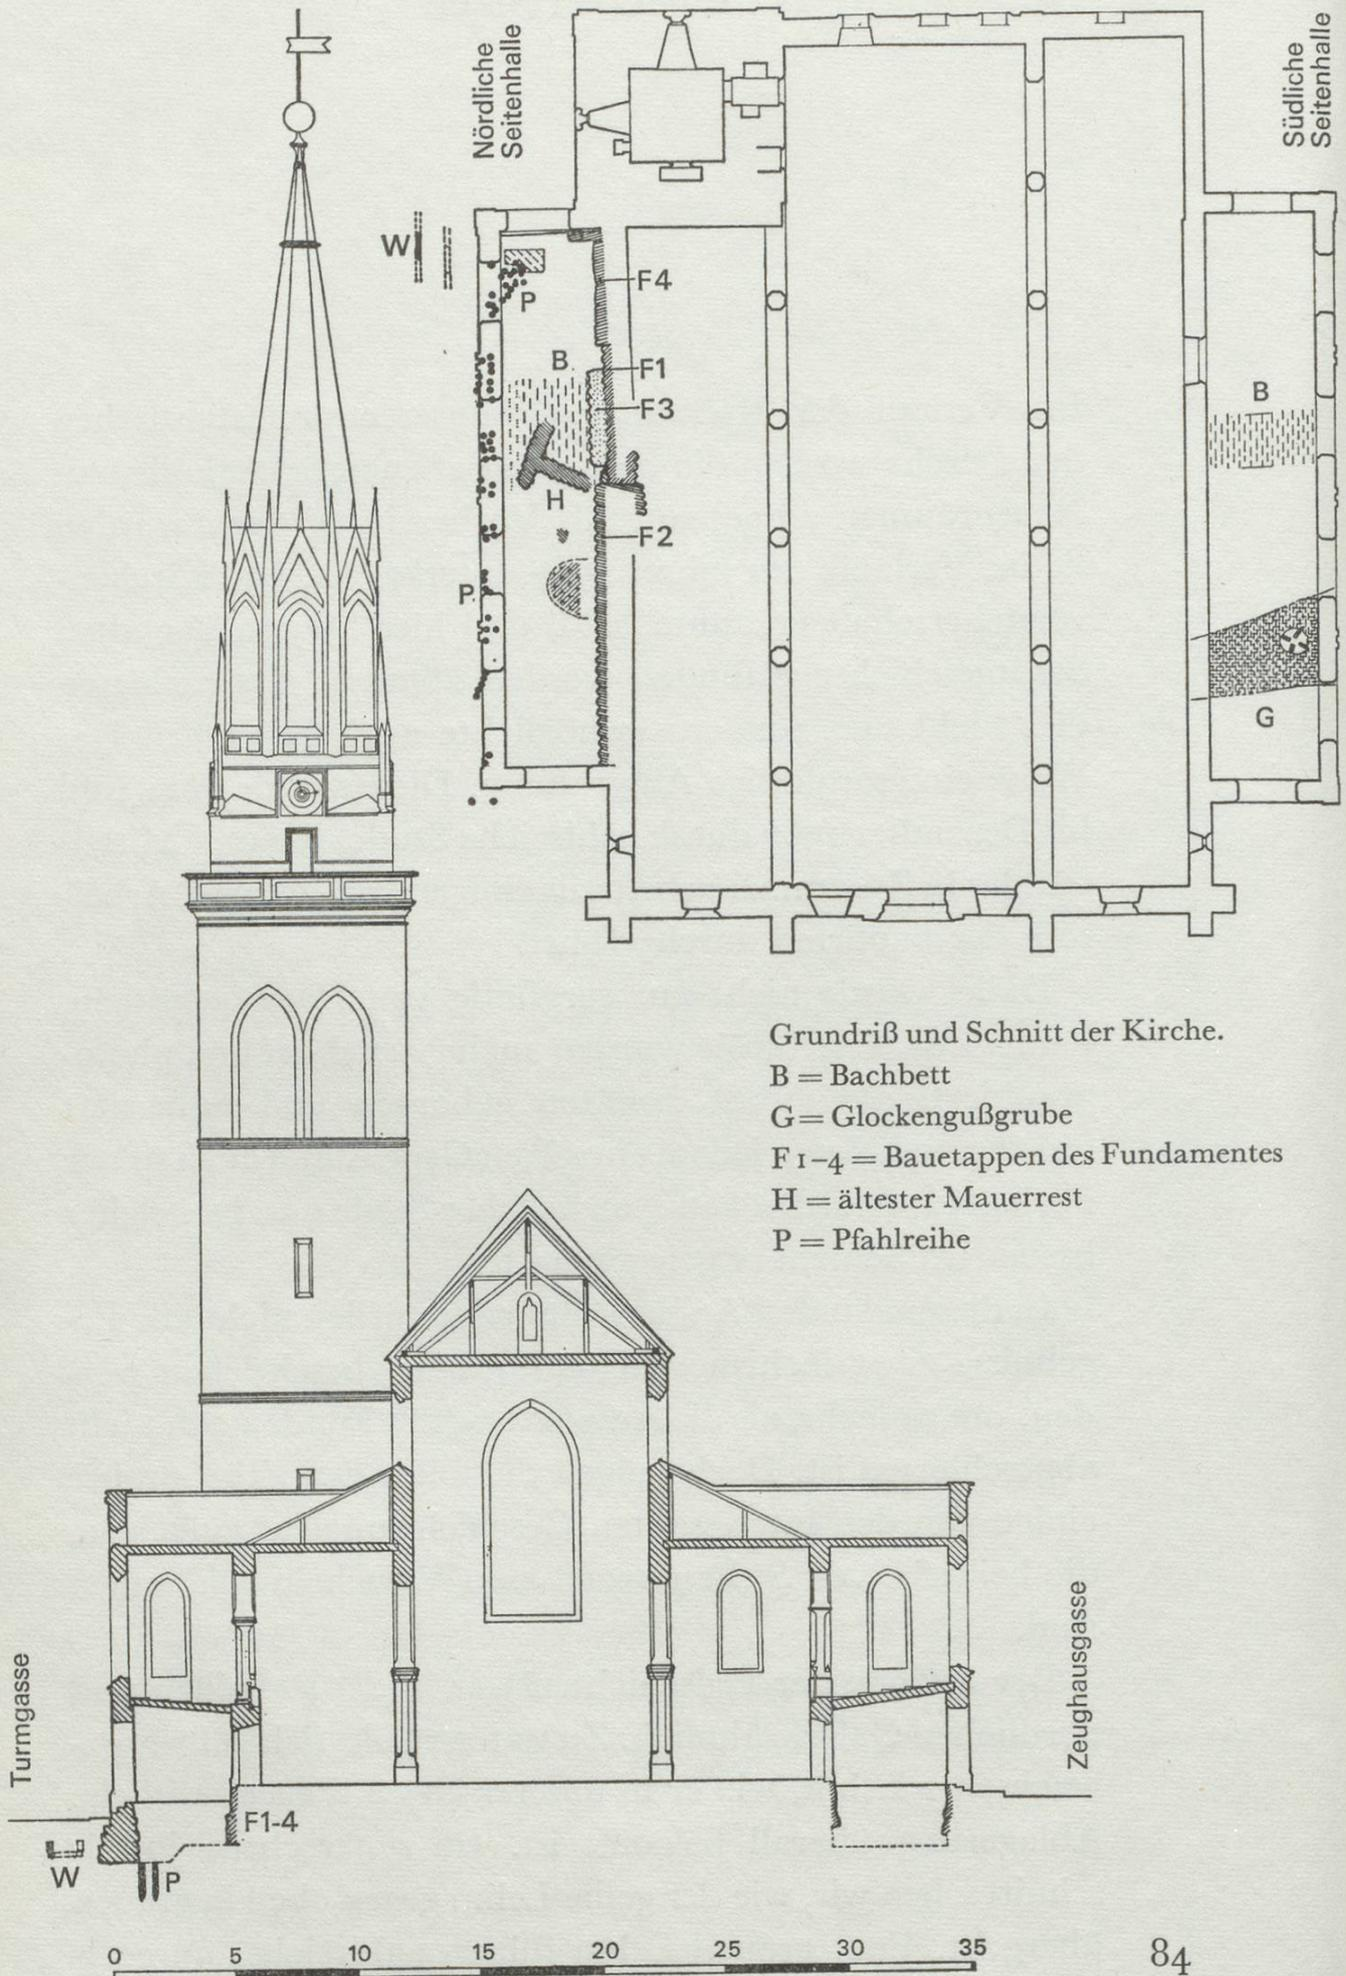 Nördliche
Seitenhalle
Südliche
Seitenhalle
W
F4
P
B
F1
F3
H
F2
P
B
G
Grundriß und Schnitt der Kirche.
B = Bachbett
G = Glockengußgrube
F 1–4 = Bauetappen des Fundamentes
H = ältester Mauerrest
P = Pfahlreihe
Turmgasse
Zeughausgasse
F1-4
W
P
0 5 10 15 20 25 30 35
84